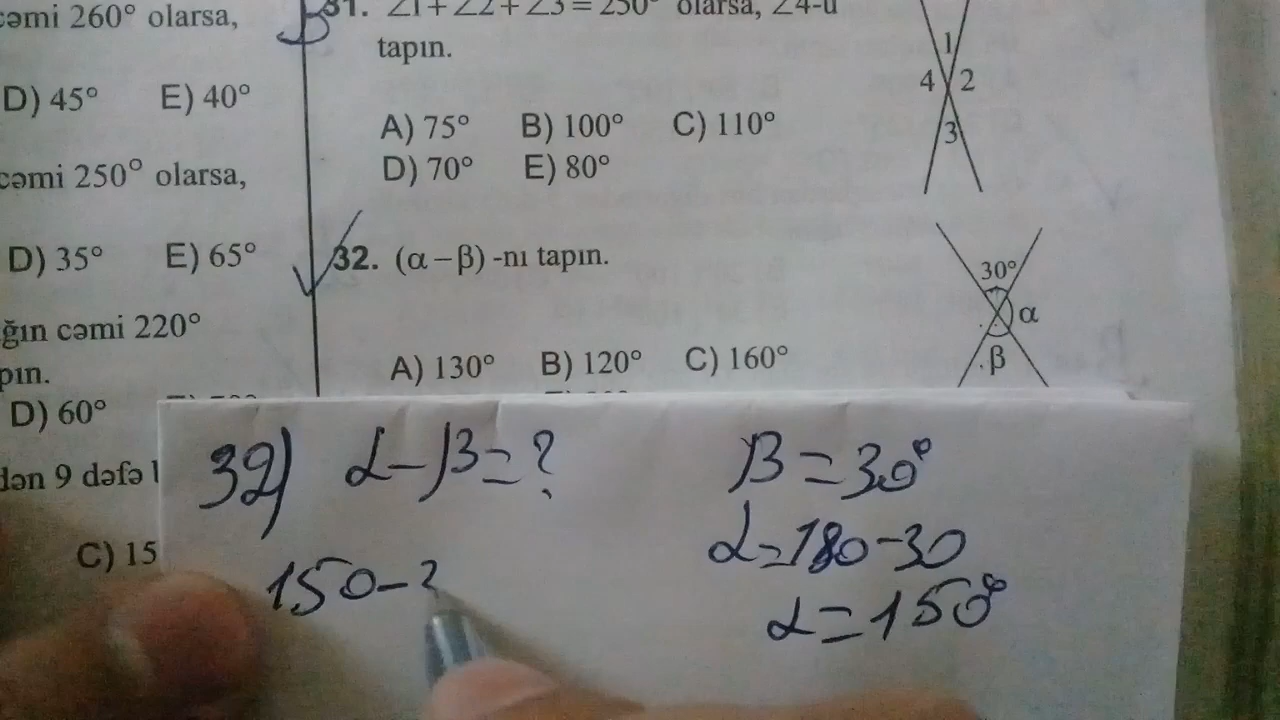 cəmi 260° olarsa,
D) 45° E) 40°
cəmi 250° olarsa,
D) 35° E) 65°
ğın cəmi 220°
pın.
D) 60°
dən 9 dəfə
C) 15
31. ∠1+∠2+∠3=250° olarsa, ∠4-ü
tapın.
A) 75° B) 100° C) 110°
D) 70° E) 80°
1
4 2
3
32. (α−β) -nı tapın.
A) 130° B) 120° C) 160°
30°
α
β
32) α−β=? β=30°
α=180−30
150−3 α=150°